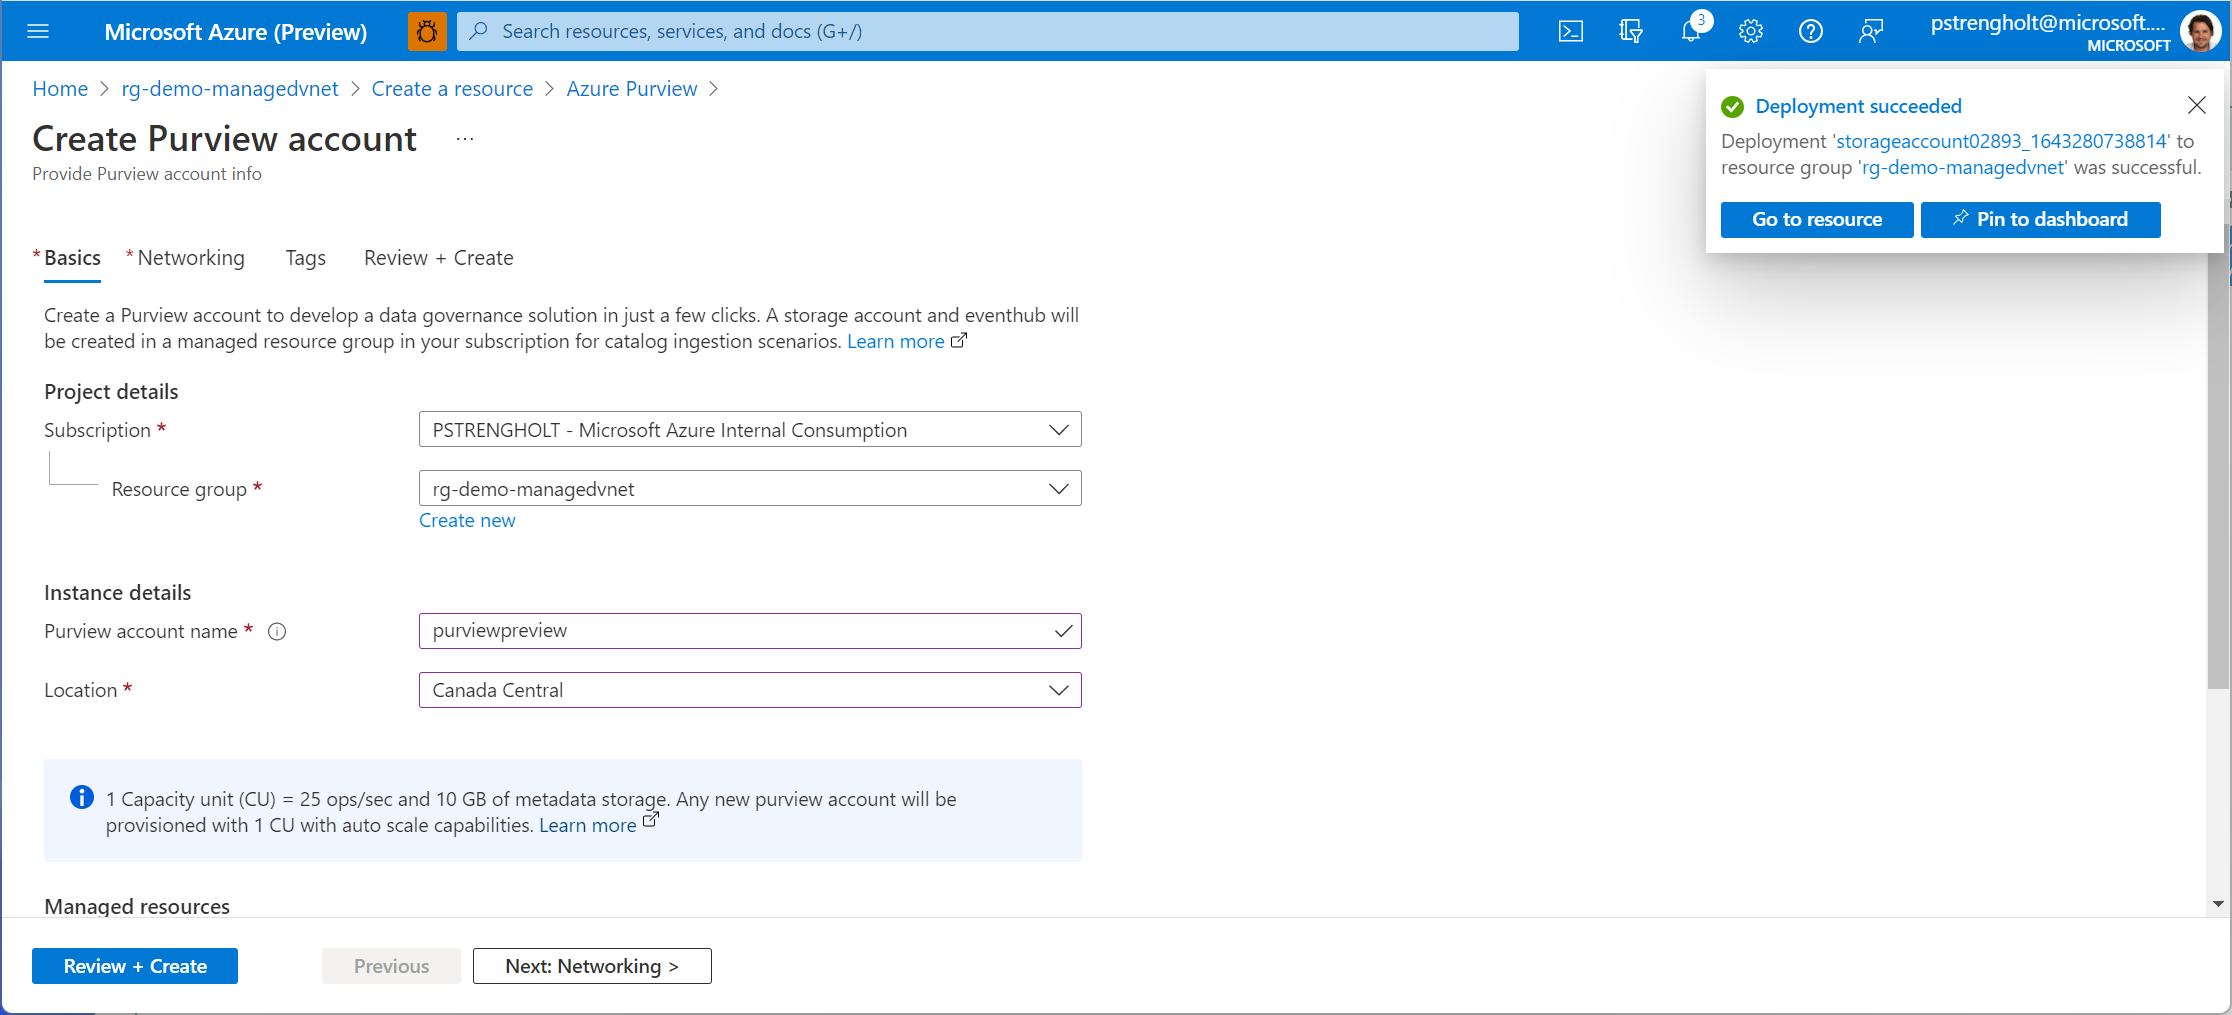 Microsoft Azure (Preview)
Search resources, services, and docs (G+/)
3
pstrengholt@microsoft....
MICROSOFT
Home > rg-demo-managedvnet > Create a resource > Azure Purview >
Create Purview account ...
Provide Purview account info
Deployment succeeded
Deployment 'storageaccount02893_1643280738814' to
resource group 'rg-demo-managedvnet' was successful.
Go to resource
Pin to dashboard
* Basics * Networking Tags Review + Create
Create a Purview account to develop a data governance solution in just a few clicks. A storage account and eventhub will
be created in a managed resource group in your subscription for catalog ingestion scenarios. Learn more
Project details
Subscription *
PSTRENGHOLT - Microsoft Azure Internal Consumption
Resource group *
rg-demo-managedvnet
Create new
Instance details
Purview account name *
purviewpreview
Location *
Canada Central
1 Capacity unit (CU) = 25 ops/sec and 10 GB of metadata storage. Any new purview account will be
provisioned with 1 CU with auto scale capabilities. Learn more
Managed resources
Review + Create
Previous
Next: Networking >